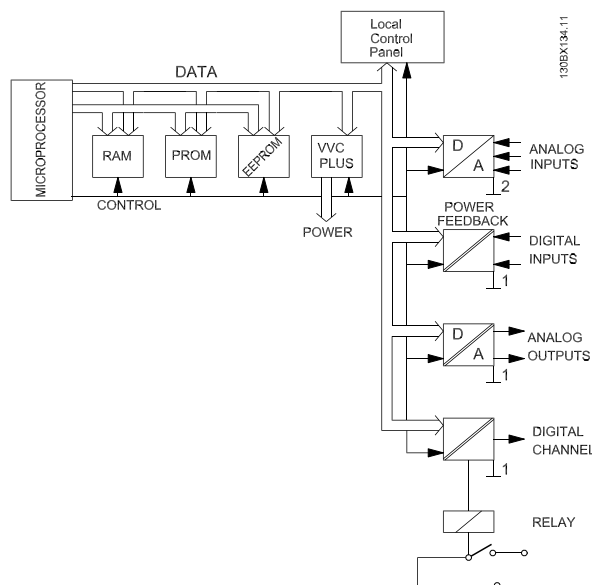 Local
Control
Panel
130BX134.11
DATA
MICROPROCESSOR
RAM
PROM
EEPROM
VVC
PLUS
CONTROL
POWER
D
A
2
ANALOG
INPUTS
POWER
FEEDBACK
1
DIGITAL
INPUTS
D
A
1
ANALOG
OUTPUTS
1
DIGITAL
CHANNEL
RELAY